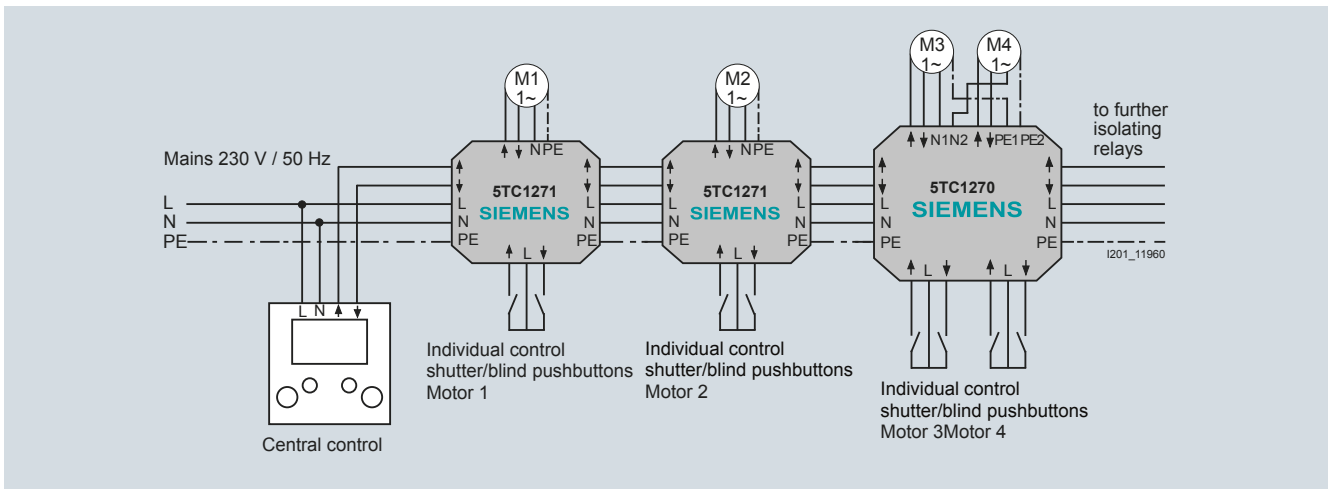 M1
1~
M2
1~
M3
1~
M4
1~
to further
isolating
relays
Mains 230 V / 50 Hz
L
N
PE
↑ ↓ N PE
↑
↓
L
N
PE
5TC1271
SIEMENS
↑
↓
L
N
PE
↑ L ↓
↑ ↓ N PE
↑
↓
L
N
PE
5TC1271
SIEMENS
↑
↓
L
N
PE
↑ L ↓
↑ ↓ N1 N2 ↑ ↓ PE1 PE2
↑
↓
L
N
PE
5TC1270
SIEMENS
↑
↓
L
N
PE
↑ L ↓ ↑ L ↓
I201_11960
L N ↑ ↓
Central control
Individual control
shutter/blind pushbuttons
Motor 1
Individual control
shutter/blind pushbuttons
Motor 2
Individual control
shutter/blind pushbuttons
Motor 3Motor 4